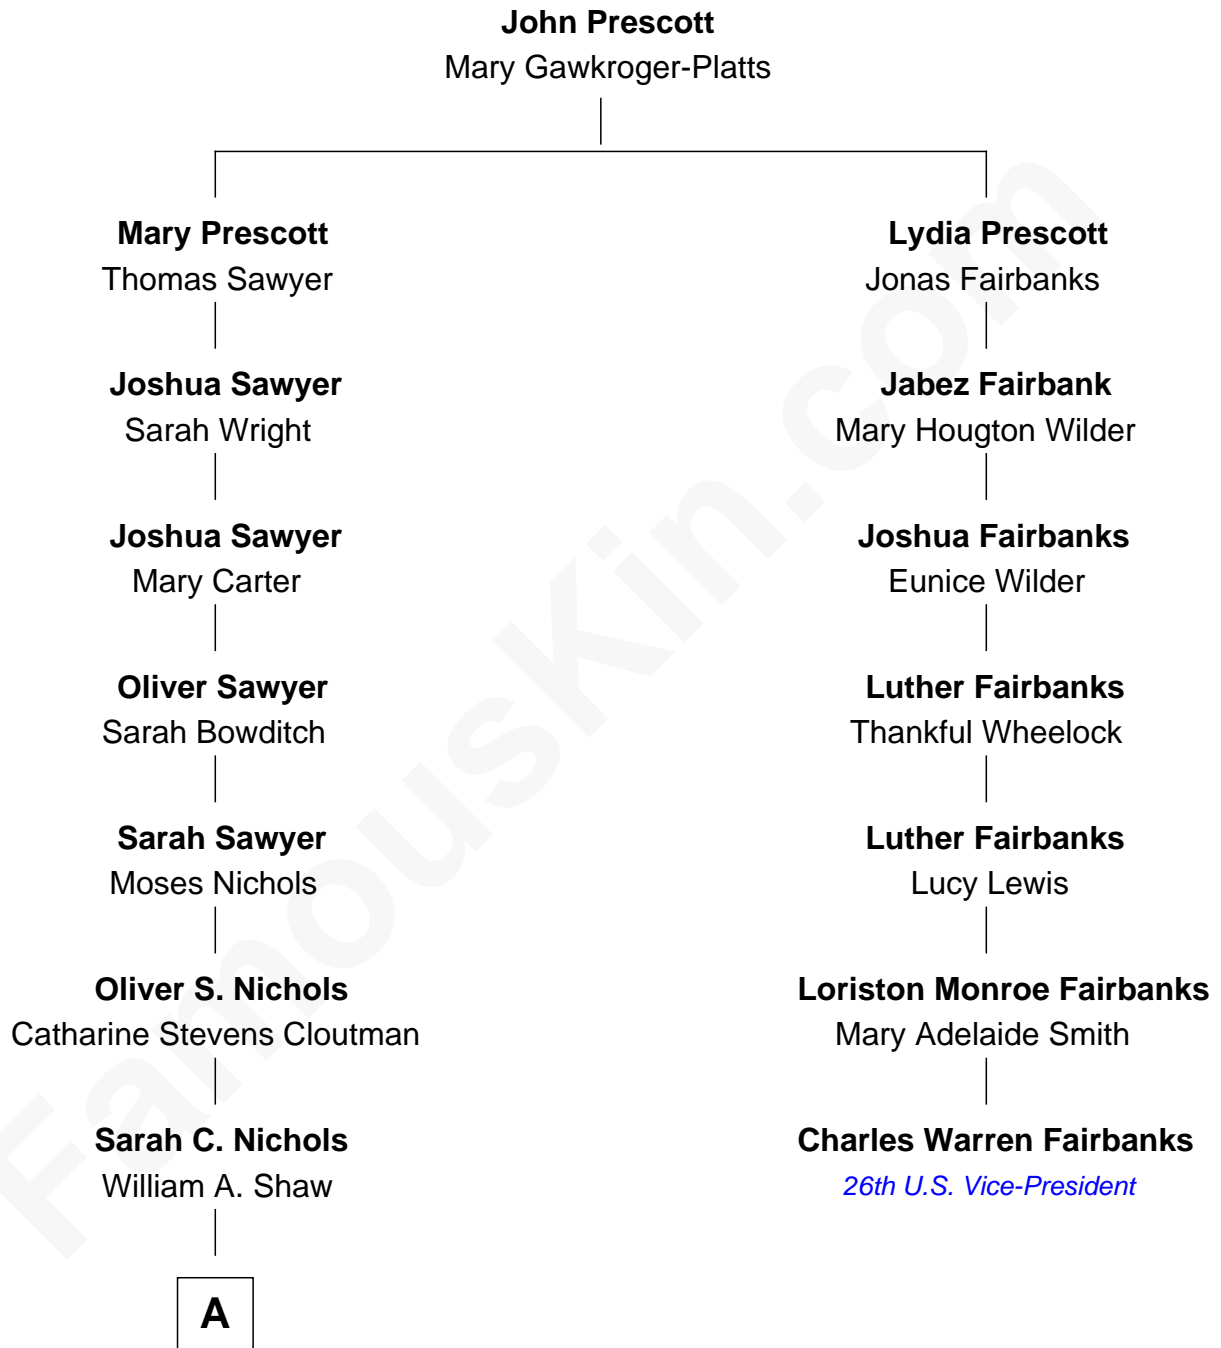 John Prescott
Mary Gawkroger-Platts
Mary Prescott
Thomas Sawyer
Lydia Prescott
Jonas Fairbanks
Joshua Sawyer
Sarah Wright
Jabez Fairbank
Mary Hougton Wilder
Joshua Sawyer
Mary Carter
Joshua Fairbanks
Eunice Wilder
Oliver Sawyer
Sarah Bowditch
Luther Fairbanks
Thankful Wheelock
Sarah Sawyer
Moses Nichols
Luther Fairbanks
Lucy Lewis
Oliver S. Nichols
Catharine Stevens Cloutman
Loriston Monroe Fairbanks
Mary Adelaide Smith
Sarah C. Nichols
William A. Shaw
Charles Warren Fairbanks
26th U.S. Vice-President
A
FamousKin.com